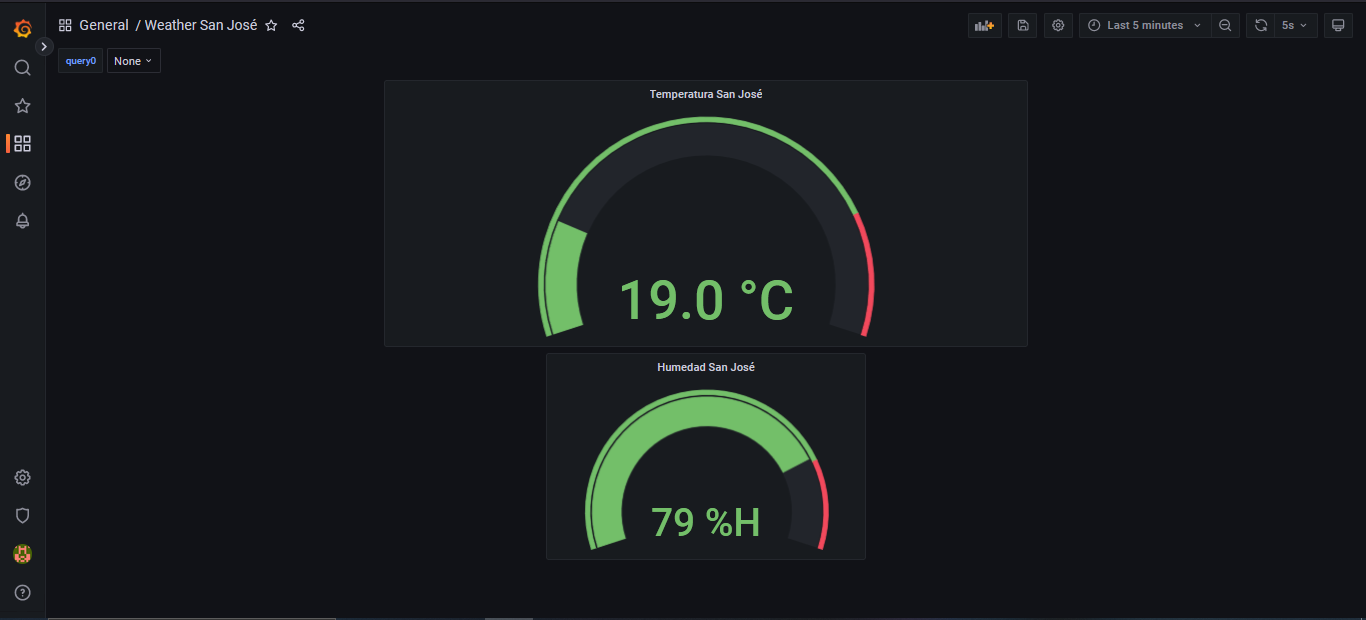 General / Weather San José
Last 5 minutes
5s
query0
None
Temperatura San José
19.0 °C
Humedad San José
79 %H